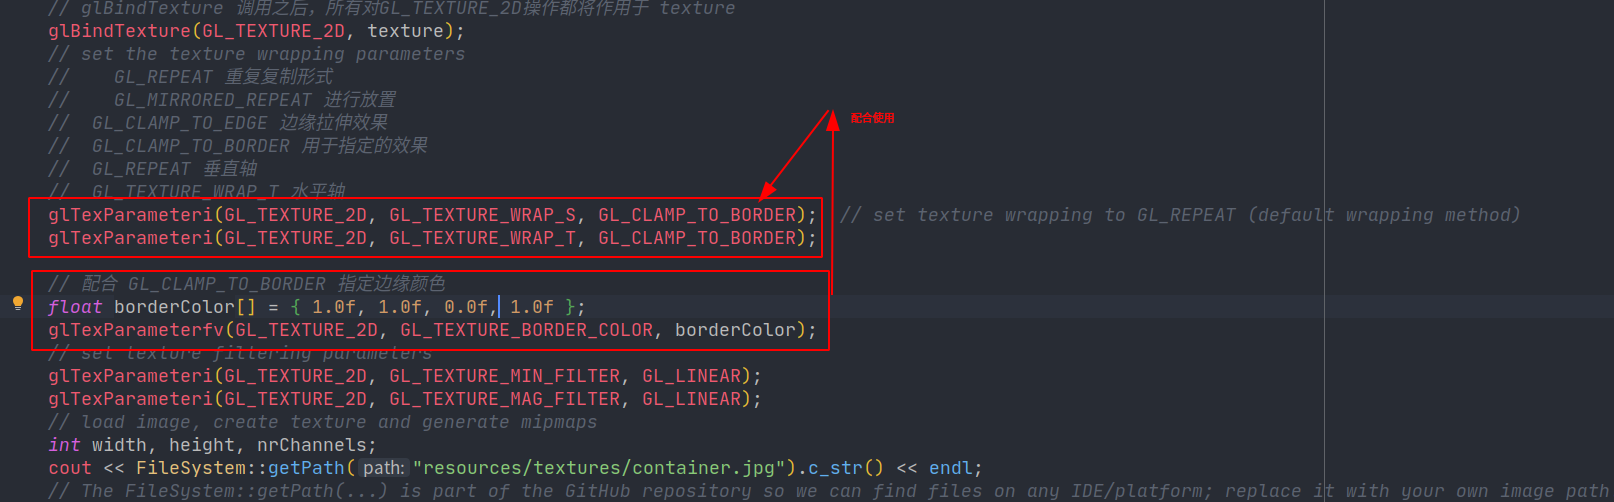 // glBindTexture 调用之后，所有对GL_TEXTURE_2D操作都将作用于 texture
glBindTexture(GL_TEXTURE_2D, texture);
// set the texture wrapping parameters
//    GL_REPEAT 重复复制形式
//    GL_MIRRORED_REPEAT 进行放置
//  GL_CLAMP_TO_EDGE 边缘拉伸效果
配合使用
//  GL_CLAMP_TO_BORDER 用于指定的效果
//  GL_REPEAT 垂直轴
//  GL_TEXTURE_WRAP_T 水平轴
glTexParameteri(GL_TEXTURE_2D, GL_TEXTURE_WRAP_S, GL_CLAMP_TO_BORDER);  // set texture wrapping to GL_REPEAT (default wrapping method)
glTexParameteri(GL_TEXTURE_2D, GL_TEXTURE_WRAP_T, GL_CLAMP_TO_BORDER);
// 配合 GL_CLAMP_TO_BORDER 指定边缘颜色
float borderColor[] = { 1.0f, 1.0f, 0.0f, 1.0f };
glTexParameterfv(GL_TEXTURE_2D, GL_TEXTURE_BORDER_COLOR, borderColor);
// set texture filtering parameters
glTexParameteri(GL_TEXTURE_2D, GL_TEXTURE_MIN_FILTER, GL_LINEAR);
glTexParameteri(GL_TEXTURE_2D, GL_TEXTURE_MAG_FILTER, GL_LINEAR);
// load image, create texture and generate mipmaps
int width, height, nrChannels;
cout << FileSystem::getPath( path: "resources/textures/container.jpg").c_str() << endl;
// The FileSystem::getPath(...) is part of the GitHub repository so we can find files on any IDE/platform; replace it with your own image path